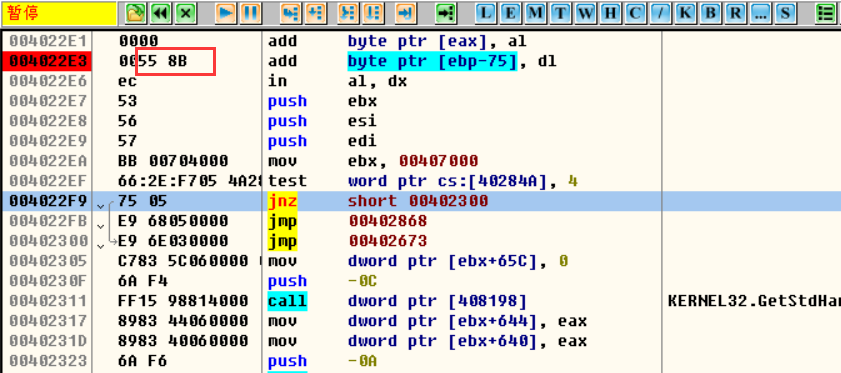 暂停 L E M T W H C / K B R ... S
004022E1 0000 add byte ptr [eax], al
004022E3 0055 8B add byte ptr [ebp-75], dl
004022E6 ec in al, dx
004022E7 53 push ebx
004022E8 56 push esi
004022E9 57 push edi
004022EA BB 00704000 mov ebx, 00407000
004022EF 66:2E:F705 4A28 test word ptr cs:[40284A], 4
004022F9 75 05 jnz short 00402300
004022FB E9 68050000 jmp 00402868
00402300 E9 6E030000 jmp 00402673
00402305 C783 5C060000 mov dword ptr [ebx+65C], 0
0040230F 6A F4 push -0C
00402311 FF15 98814000 call dword ptr [408198] KERNEL32.GetStdHa
00402317 8983 44060000 mov dword ptr [ebx+644], eax
0040231D 8983 40060000 mov dword ptr [ebx+640], eax
00402323 6A F6 push -0A